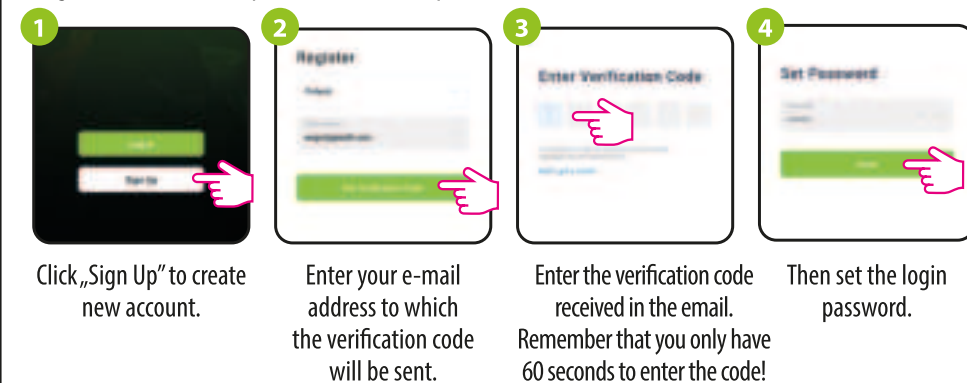 1
2
3
4
Sign Up
Register
Enter Verification Code
Set Password
Click „Sign Up” to create
new account.
Enter your e-mail
address to which
the verification code
will be sent.
Enter the verification code
received in the email.
Remember that you only have
60 seconds to enter the code!
Then set the login
password.